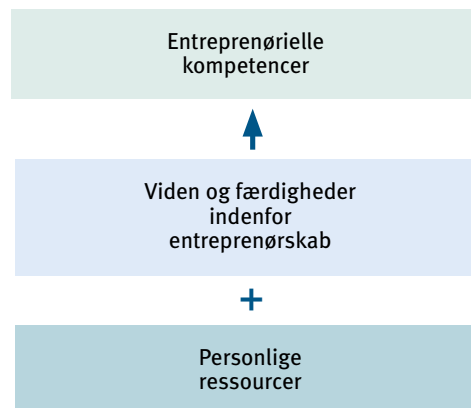 Entreprenørielle
kompetencer
Viden og færdigheder
indenfor
entreprenørskab
+
Personlige
ressourcer